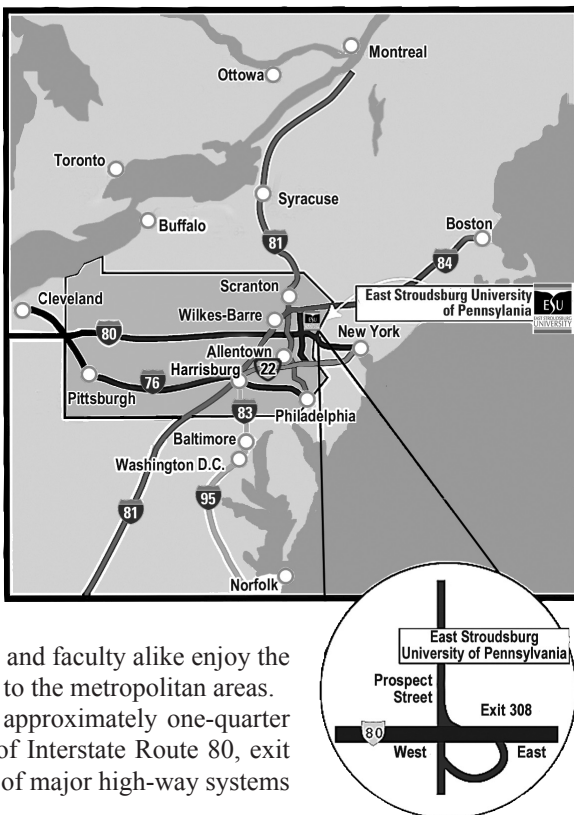 Montreal
Ottawa
Toronto
Syracuse
Buffalo
Boston
81
84
Scranton
Cleveland
East Stroudsburg University
of Pennsylania
ESU
EAST STROUDSBURG
UNIVERSITY
Wilkes-Barre
ESU
80
New York
Allentown
22
Harrisburg
76
Pittsburgh
Philadelphia
83
Baltimore
Washington D.C.
95
81
Norfolk
and faculty alike enjoy the
to the metropolitan areas.
approximately one-quarter
of Interstate Route 80, exit
of major high-way systems
East Stroudsburg
University of Pennsylvania
Prospect
Street
Exit 308
80
West
East